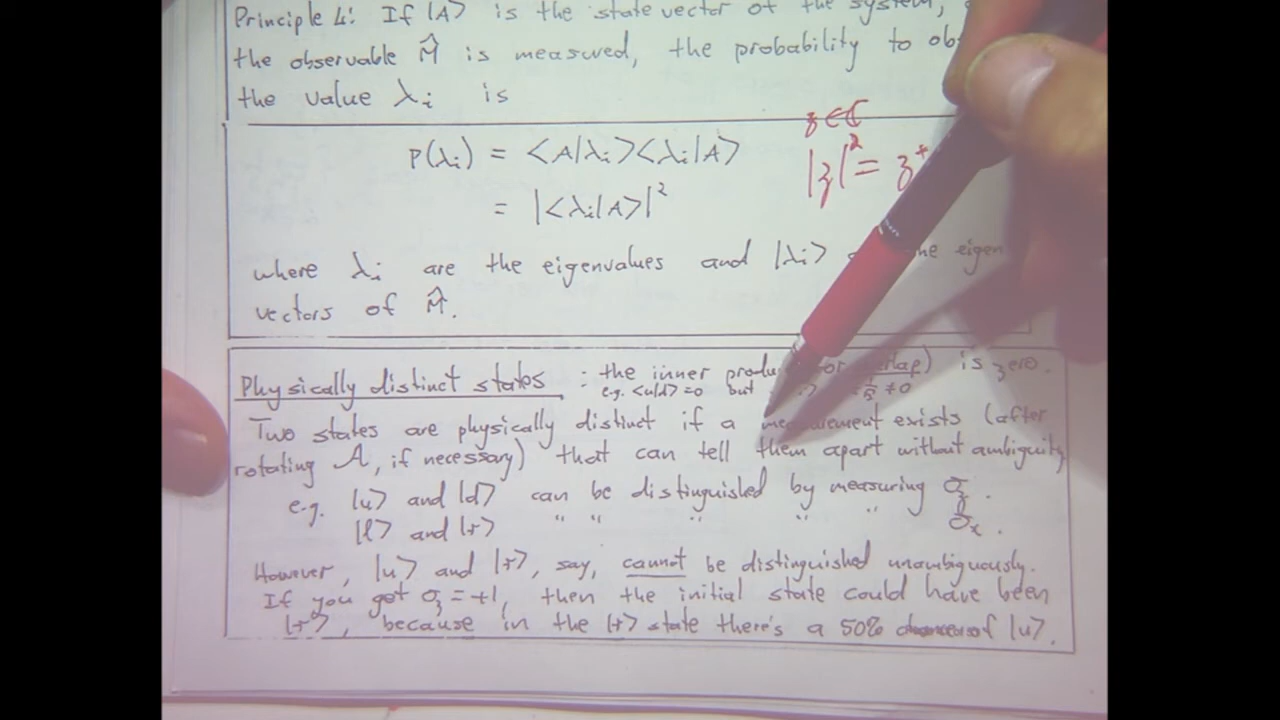 Principle 4: If |A> is the state vector of the system,
the observable M̂ is measured, the probability to
the value λi is
P(λi) = <A|λi><λi|A>
= |<λi|A>|²
z∈ℂ
|z|² = z*
where λi are the eigenvalues and |λi> eigen
vectors of M̂.
Physically distinct states : the inner or overlap) is zero.
e.g. <u|d> = 0 but ≠ 0
Two states are physically distinct if a measurement exists (after
rotating A, if necessary) that can tell them apart without ambiguity
e.g. |u> and |d> can be distinguished by measuring σz.
|l> and |r> " " " " " σx.
However, |u> and |r>, say, cannot be distinguished unambiguously.
If you get σz = +1, then the initial state could have been
|r>, because in the |r> state there's a 50% chance of |u>.